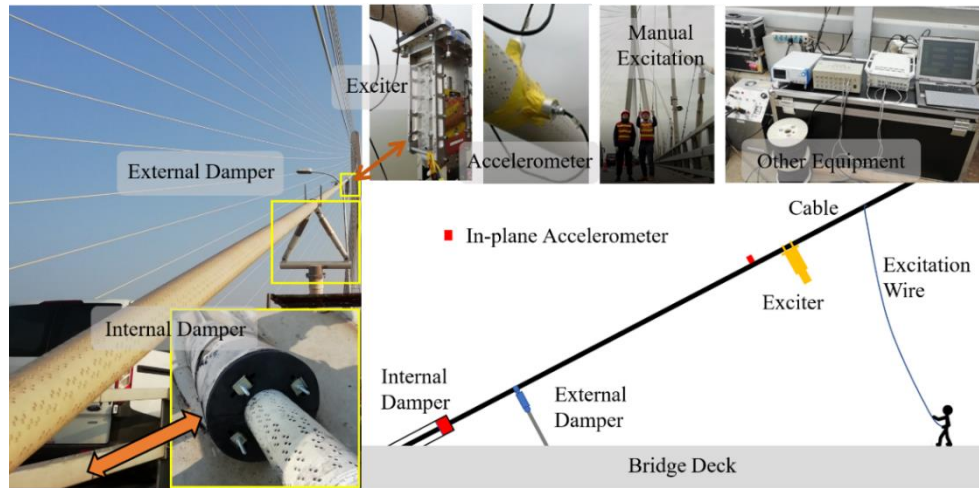 Exciter
Manual
Excitation
External Damper
Accelerometer
Other Equipment
Cable
In-plane Accelerometer
Excitation
Wire
Exciter
Internal Damper
Internal
Damper
External
Damper
Bridge Deck